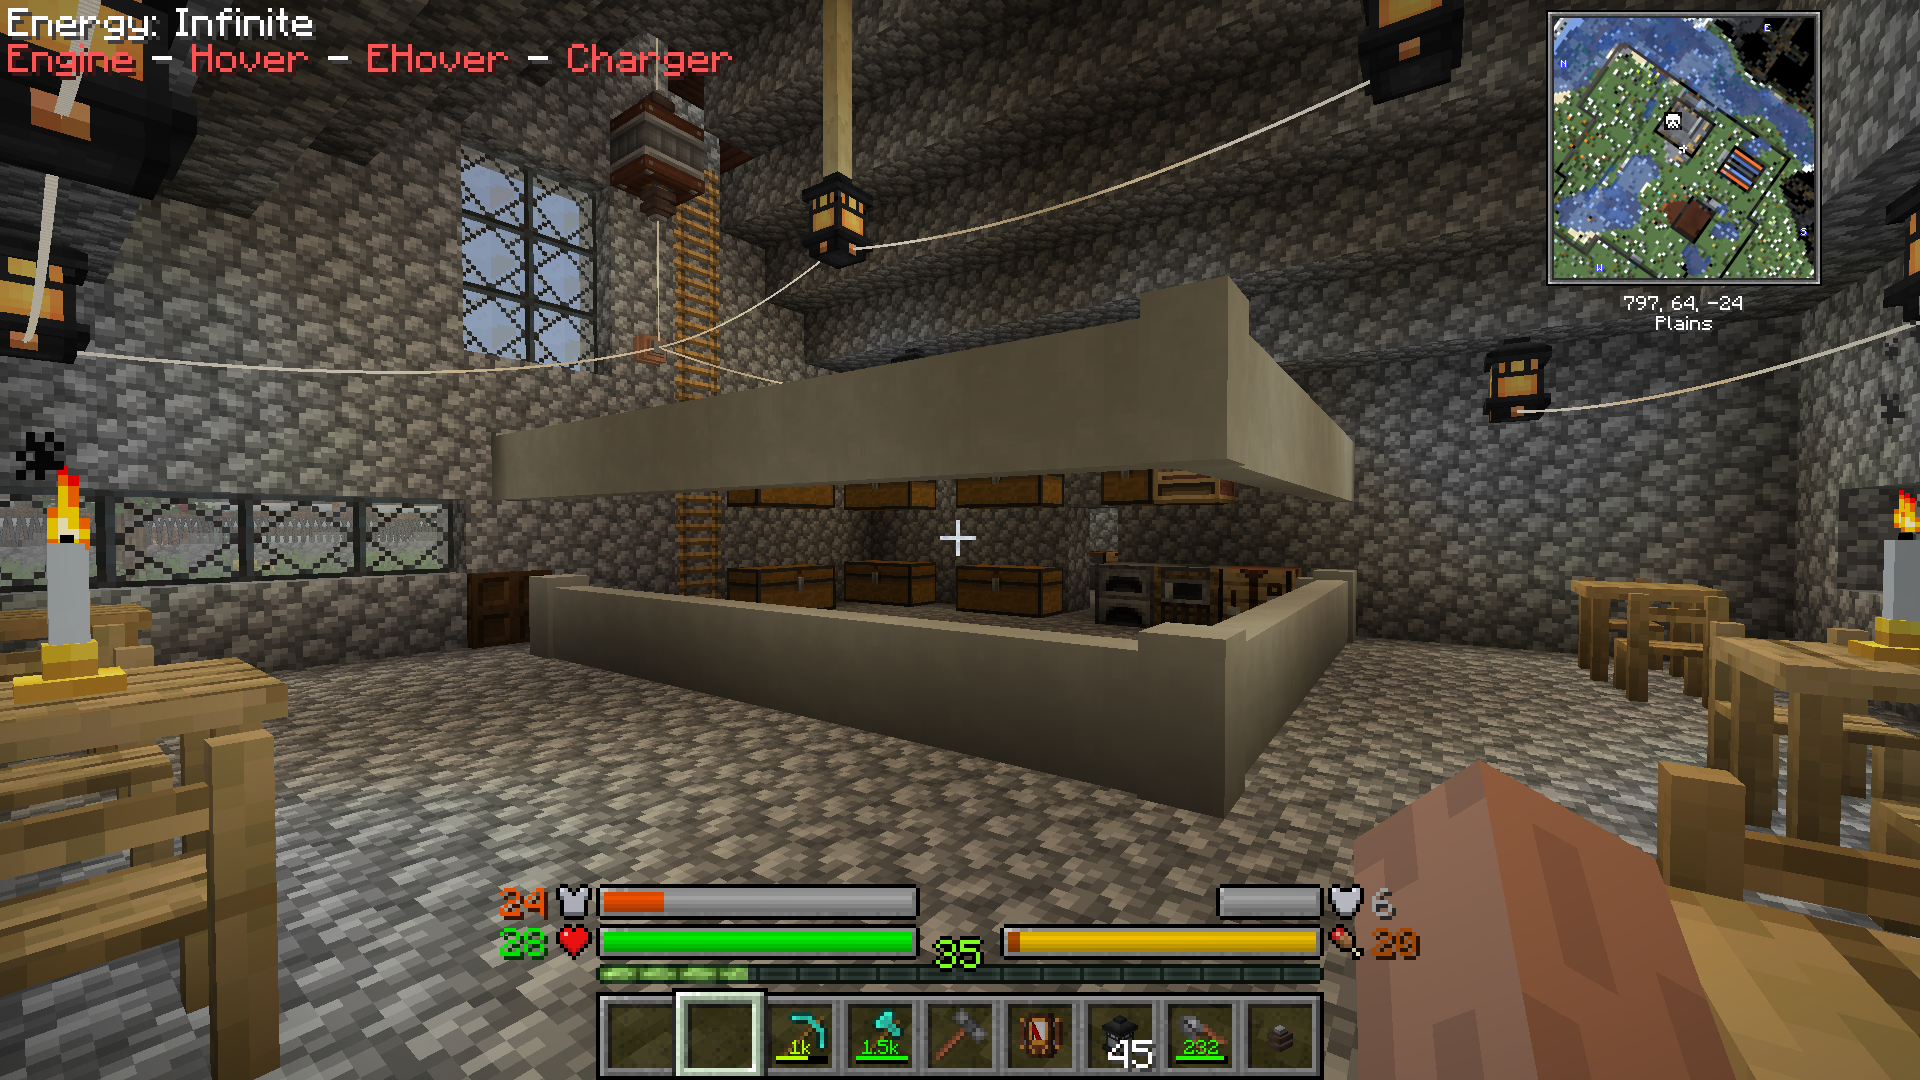 Energy: Infinite
Engine - Hover - EHover - Changer
E
N
S
W
797, 64, -24
Plains
24
6
28
35
20
1k
1.5k
45
232